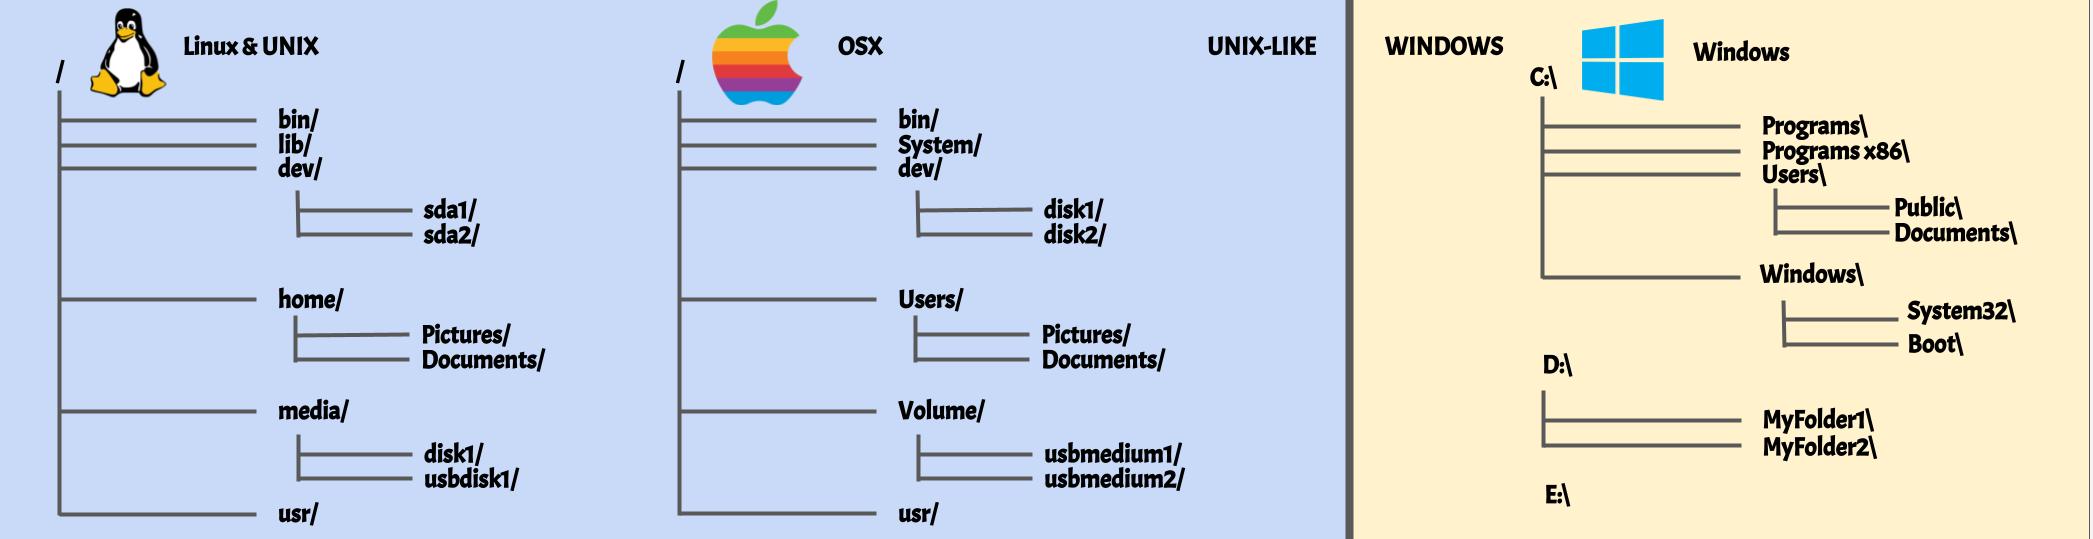 Linux & UNIX
/
bin/
lib/
dev/
sda1/
sda2/
home/
Pictures/
Documents/
media/
disk1/
usbdisk1/
usr/
OSX
/
bin/
System/
dev/
disk1/
disk2/
Users/
Pictures/
Documents/
Volume/
usbmedium1/
usbmedium2/
usr/
UNIX-LIKE
WINDOWS
Windows
C:\
Programs\
Programs x86\
Users\
Public\
Documents\
Windows\
System32\
Boot\
D:\
MyFolder1\
MyFolder2\
E:\